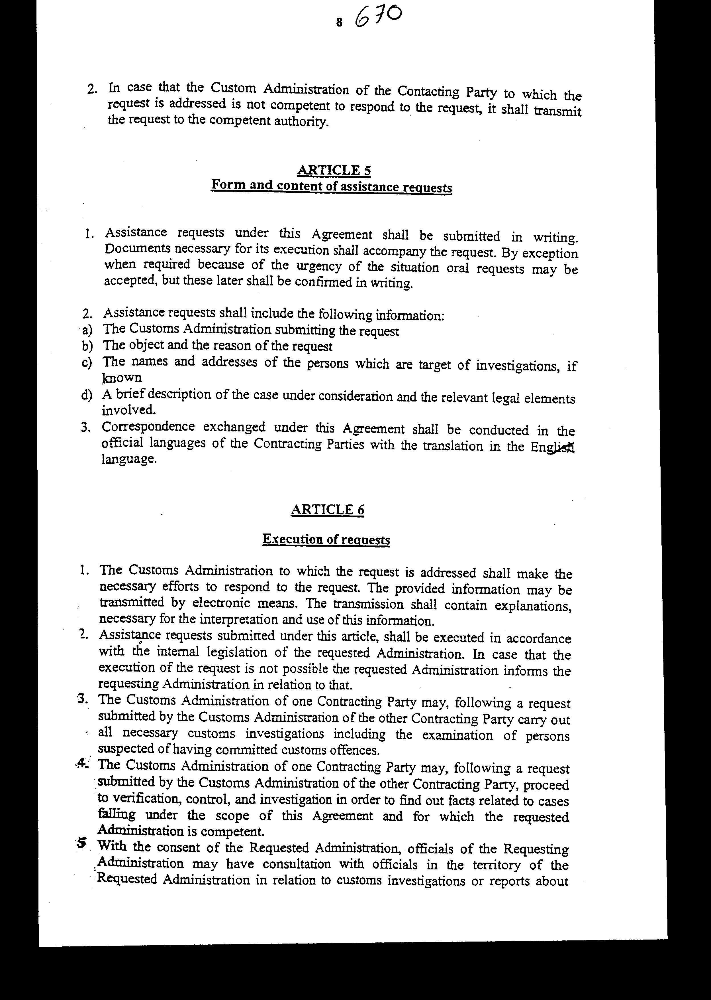 8 670
2. In case that the Custom Administration of the Contacting Party to which the
request is addressed is not competent to respond to the request, it shall transmit
the request to the competent authority.
ARTICLE 5
Form and content of assistance requests
1. Assistance requests under this Agreement shall be submitted in writing.
Documents necessary for its execution shall accompany the request. By exception
when required because of the urgency of the situation oral requests may be
accepted, but these later shall be confirmed in writing.
2. Assistance requests shall include the following information:
a) The Customs Administration submitting the request
b) The object and the reason of the request
c) The names and addresses of the persons which are target of investigations, if
known
d) A brief description of the case under consideration and the relevant legal elements
involved.
3. Correspondence exchanged under this Agreement shall be conducted in the
official languages of the Contracting Parties with the translation in the English
language.
ARTICLE 6
Execution of requests
1. The Customs Administration to which the request is addressed shall make the
necessary efforts to respond to the request. The provided information may be
transmitted by electronic means. The transmission shall contain explanations,
necessary for the interpretation and use of this information.
2. Assistance requests submitted under this article, shall be executed in accordance
with the internal legislation of the requested Administration. In case that the
execution of the request is not possible the requested Administration informs the
requesting Administration in relation to that.
3. The Customs Administration of one Contracting Party may, following a request
submitted by the Customs Administration of the other Contracting Party carry out
all necessary customs investigations including the examination of persons
suspected of having committed customs offences.
4. The Customs Administration of one Contracting Party may, following a request
submitted by the Customs Administration of the other Contracting Party, proceed
to verification, control, and investigation in order to find out facts related to cases
falling under the scope of this Agreement and for which the requested
Administration is competent.
5 With the consent of the Requested Administration, officials of the Requesting
Administration may have consultation with officials in the territory of the
Requested Administration in relation to customs investigations or reports about